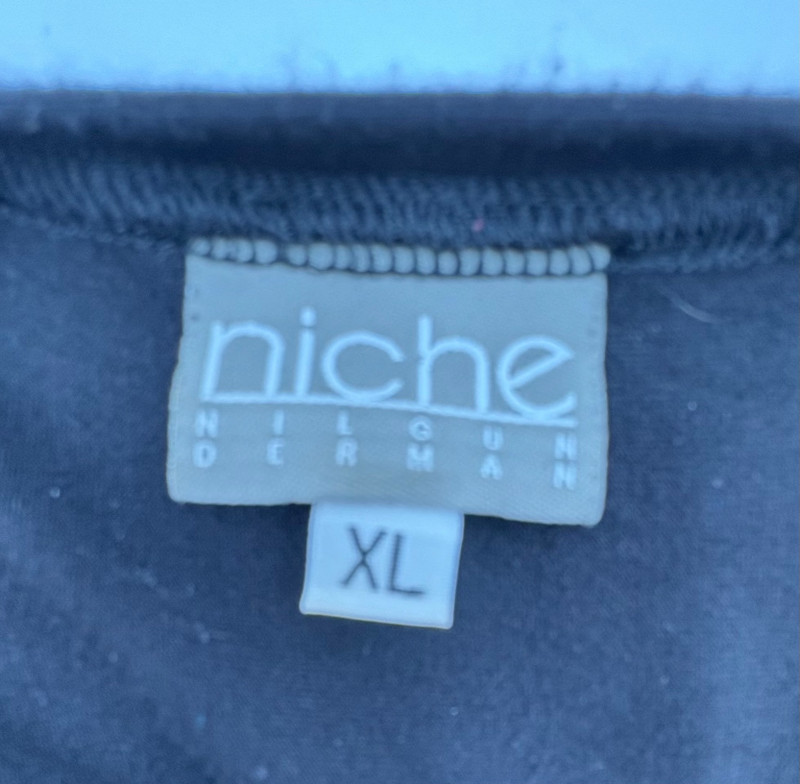 niche
NILGUN
DERMAN
XL